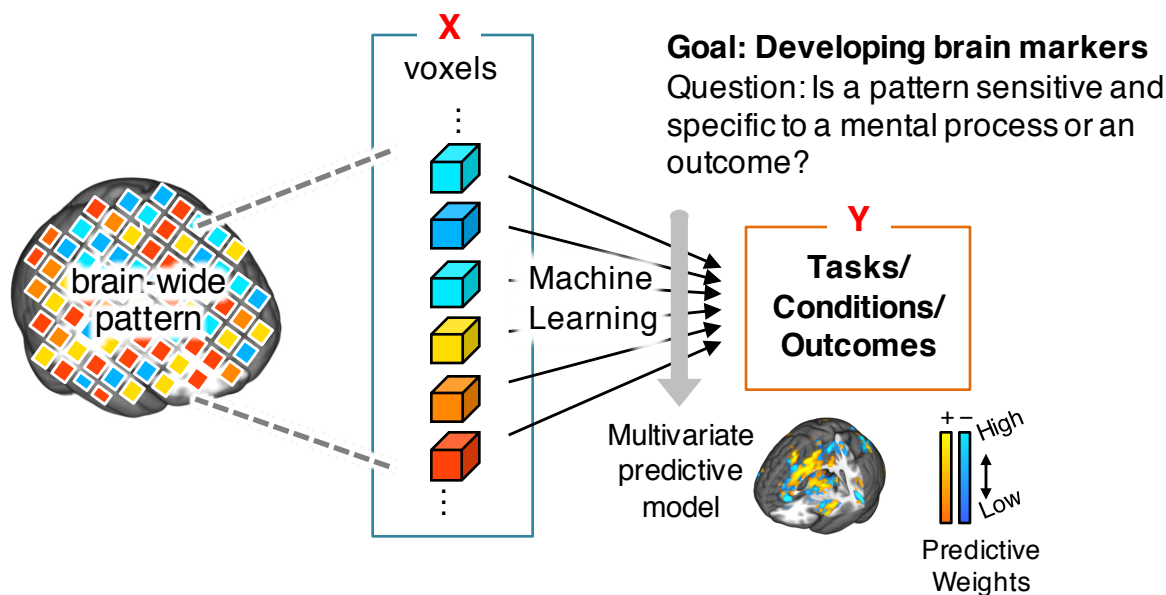 X
voxels
Goal: Developing brain markers
Question: Is a pattern sensitive and
specific to a mental process or an
outcome?
brain-wide
pattern
Machine
Learning
Y
Tasks/
Conditions/
Outcomes
Multivariate
predictive
model
+ −
High
Low
Predictive
Weights